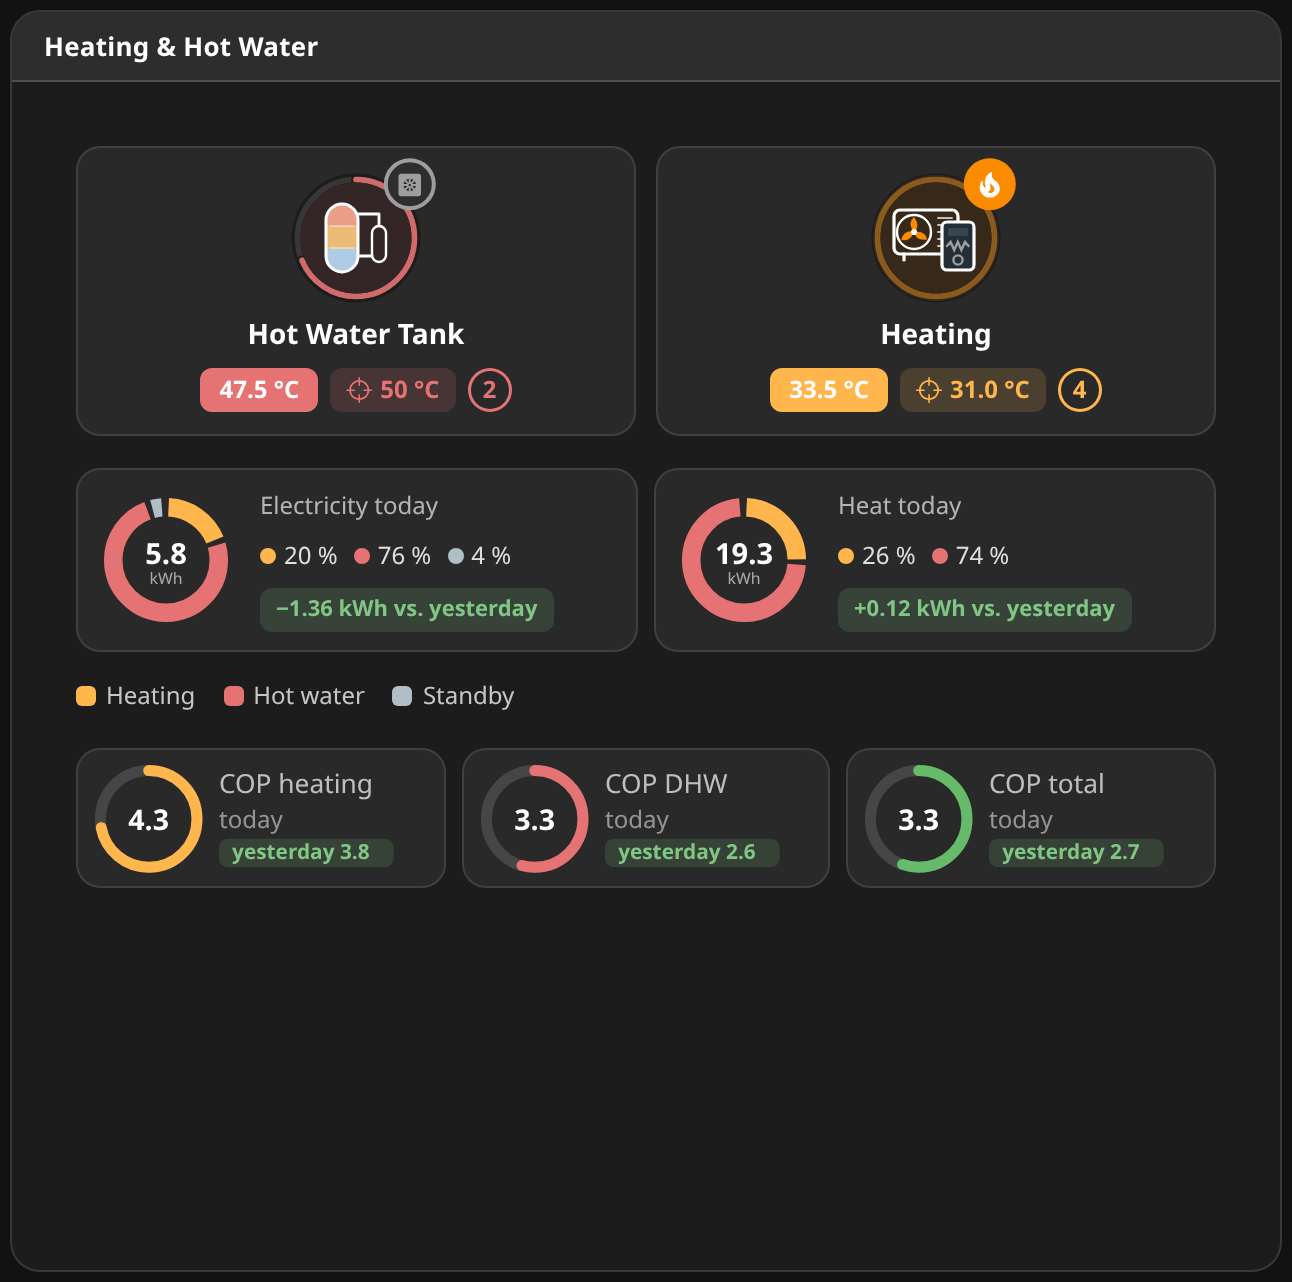 Heating & Hot Water
Hot Water Tank
47.5 °C 50 °C 2
Heating
33.5 °C 31.0 °C 4
5.8
kWh
Electricity today
20 % 76 % 4 %
−1.36 kWh vs. yesterday
19.3
kWh
Heat today
26 % 74 %
+0.12 kWh vs. yesterday
Heating Hot water Standby
4.3
COP heating
today
yesterday 3.8
3.3
COP DHW
today
yesterday 2.6
3.3
COP total
today
yesterday 2.7